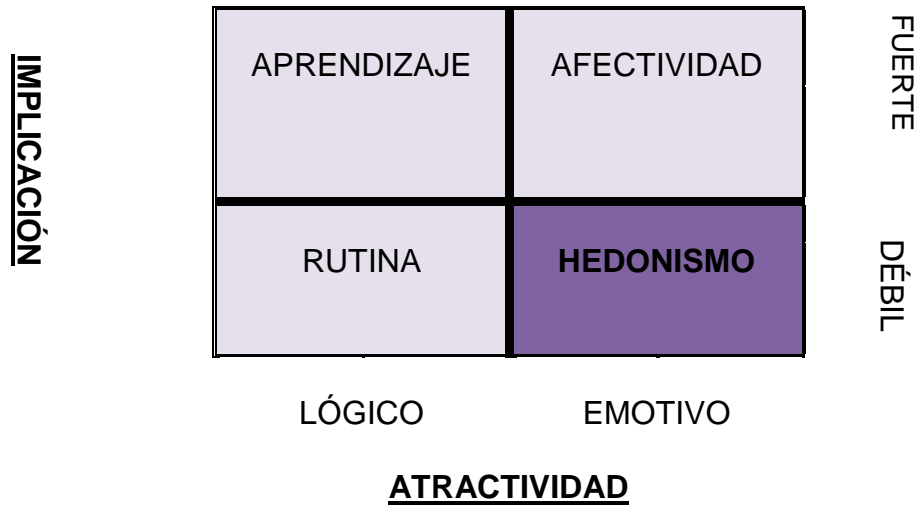 IMPLICACIÓN
APRENDIZAJE
AFECTIVIDAD
FUERTE
RUTINA
HEDONISMO
DÉBIL
LÓGICO
EMOTIVO
ATRACTIVIDAD